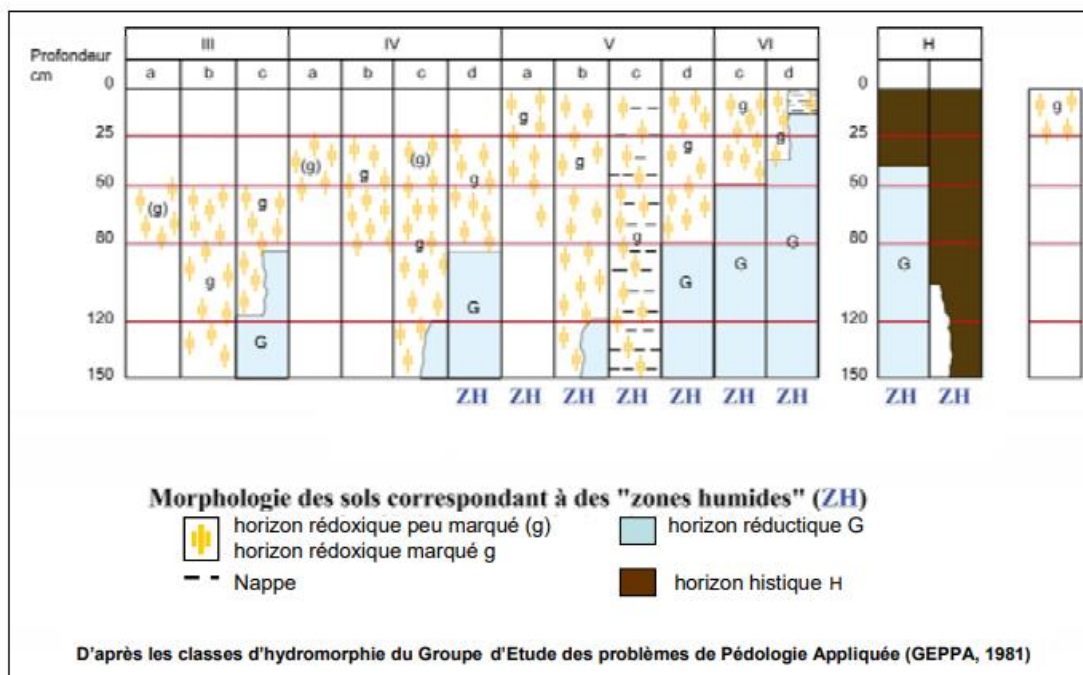 III IV V VI H
Profondeur
cm
a b c a b c d a b c d c d
0 0
25 25
50 50
80 80
120 120
150 150
(g) g g G
(g) g (g) g g G
g g g g G
g G g G
G
g
ZH ZH ZH ZH ZH ZH ZH ZH ZH
Morphologie des sols correspondant à des "zones humides" (ZH)
horizon rédoxique peu marqué (g)
horizon rédoxique marqué g
Nappe
horizon réductique G
horizon histique H
D'après les classes d'hydromorphie du Groupe d'Etude des problèmes de Pédologie Appliquée (GEPPA, 1981)